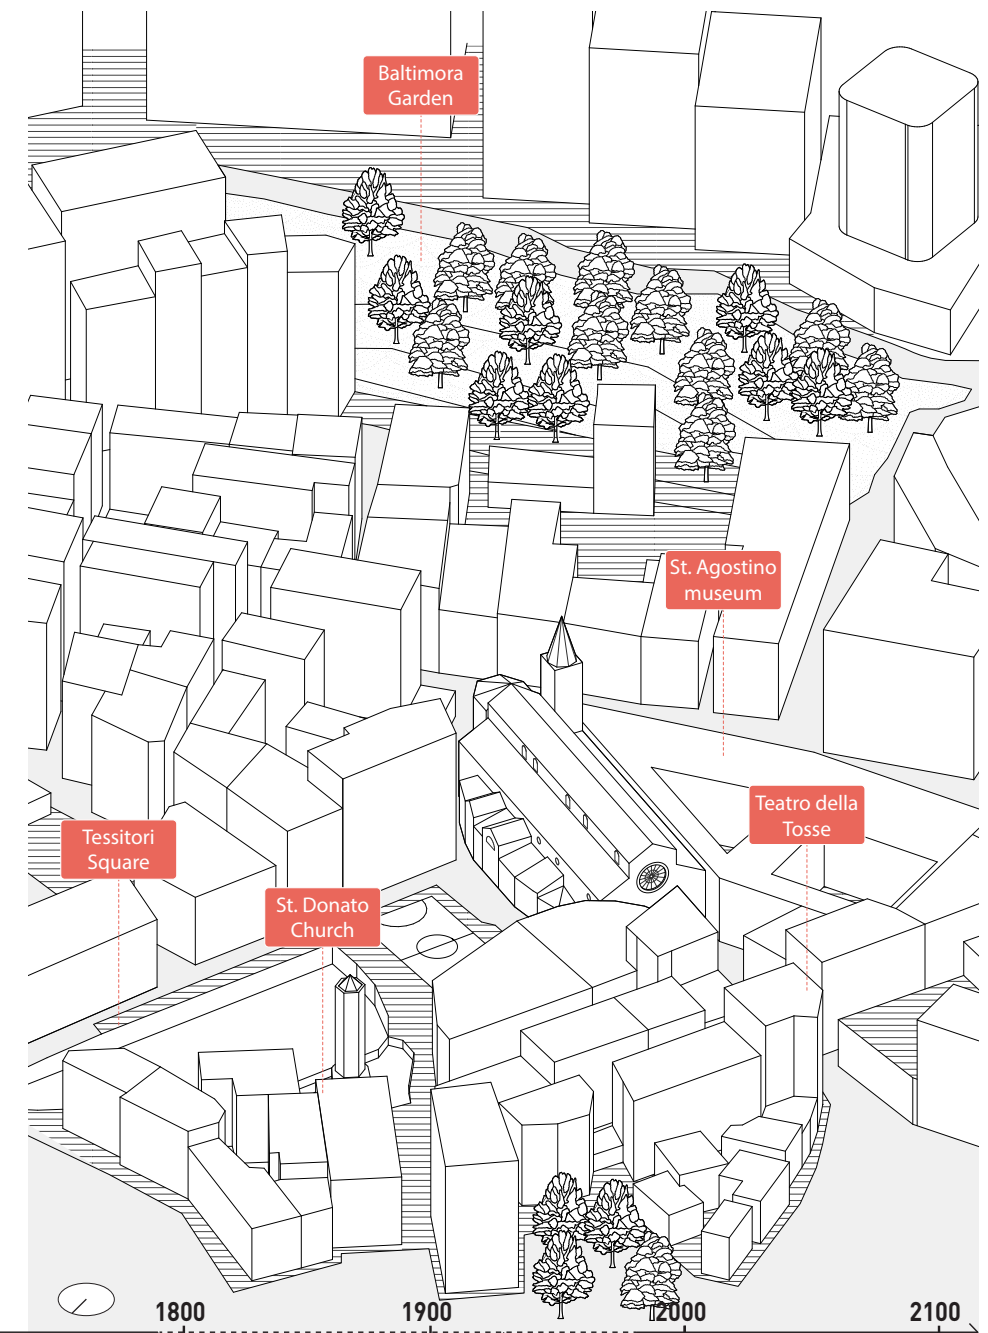 Baltimora
Garden
St. Agostino
museum
Teatro della
Tosse
Tessitori
Square
St. Donato
Church
1800
1900
2000
2100